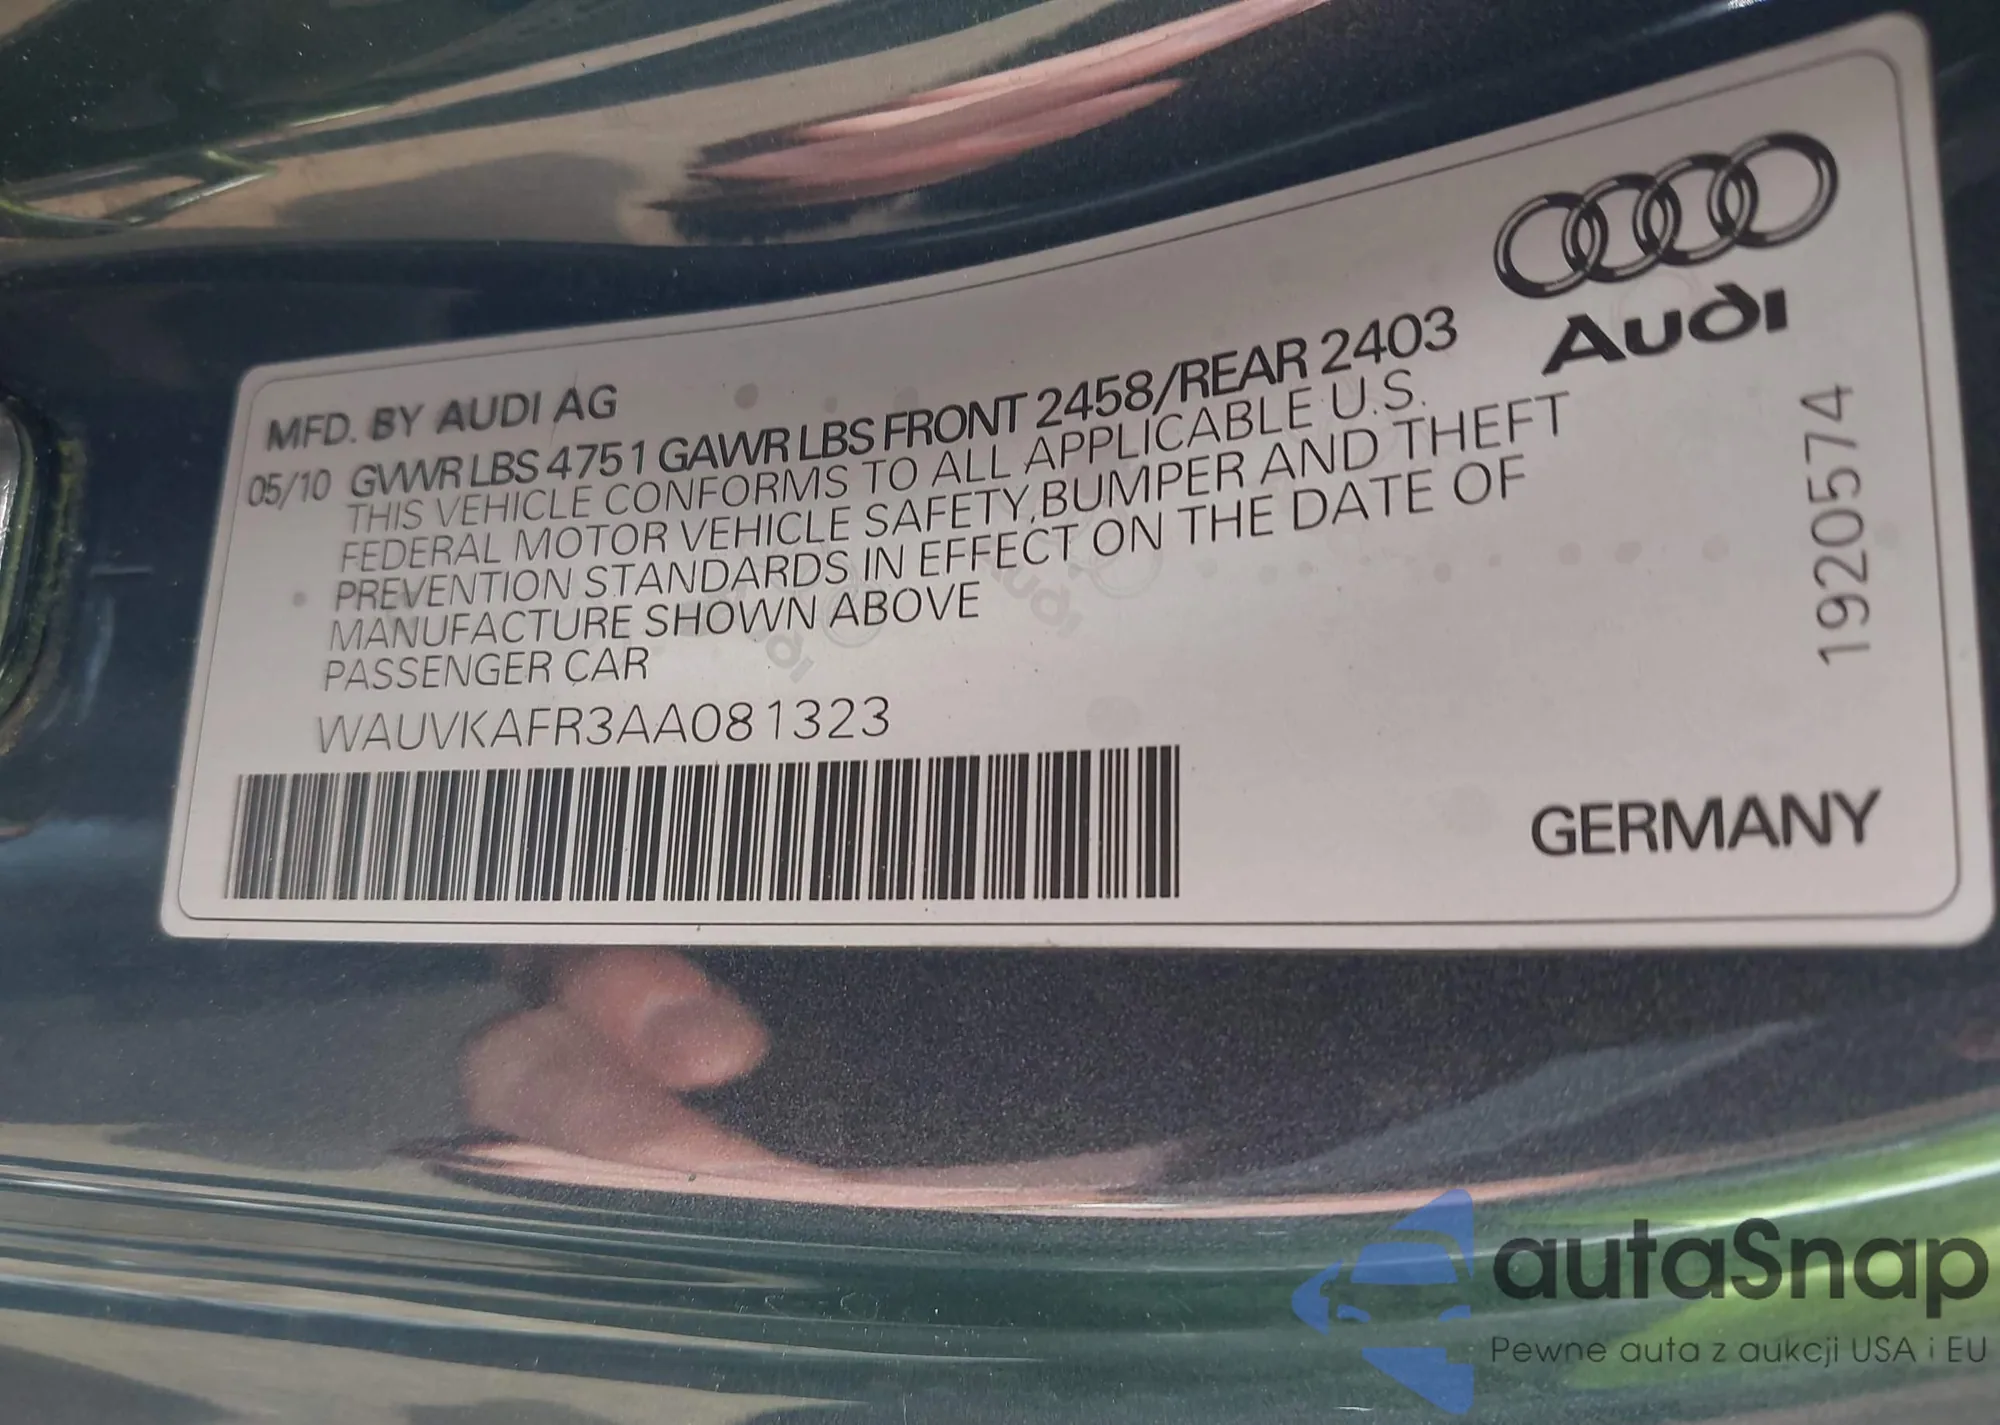 Audi
MFD. BY AUDI AG
05/10 GVWR LBS 4751 GAWR LBS FRONT 2458/REAR 2403
THIS VEHICLE CONFORMS TO ALL APPLICABLE U.S.
FEDERAL MOTOR VEHICLE SAFETY,BUMPER AND THEFT
PREVENTION STANDARDS IN EFFECT ON THE DATE OF
MANUFACTURE SHOWN ABOVE
PASSENGER CAR
WAUVKAFR3AA081323
1920574
GERMANY
Audi
Audi
autaSnap
Pewne auta z aukcji USA i EU